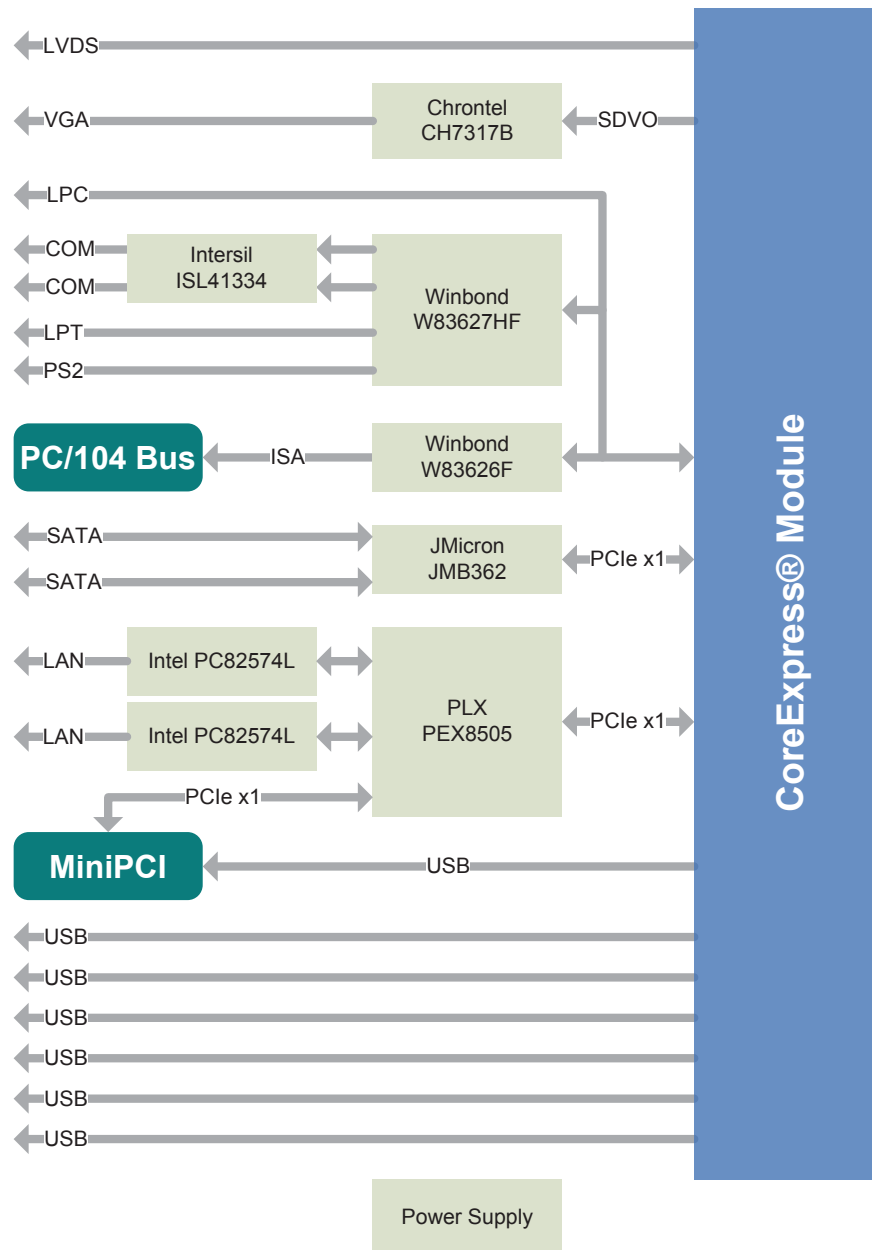 LVDS
Chrontel
CH7317B
VGA
SDVO
LPC
COM
COM
Intersil
ISL41334
Winbond
W83627HF
LPT
PS2
PC/104 Bus
ISA
Winbond
W83626F
SATA
SATA
JMicron
JMB362
PCIe x1
LAN
Intel PC82574L
LAN
Intel PC82574L
PLX
PEX8505
PCIe x1
PCIe x1
MiniPCI
USB
USB
USB
USB
USB
USB
USB
CoreExpress® Module
Power Supply